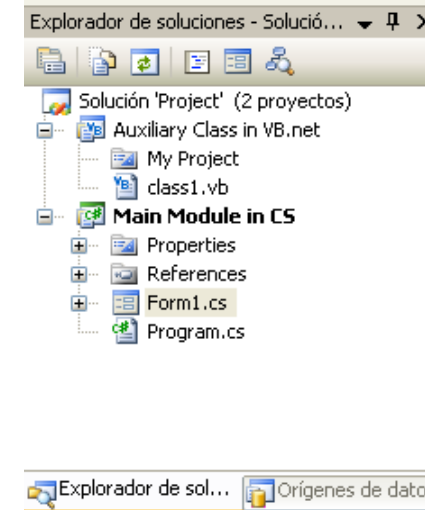 Explorador de soluciones - Solució...
Solución 'Project' (2 proyectos)
Auxiliary Class in VB.net
My Project
class1.vb
Main Module in CS
Properties
References
Form1.cs
Program.cs
Explorador de sol... Orígenes de dato